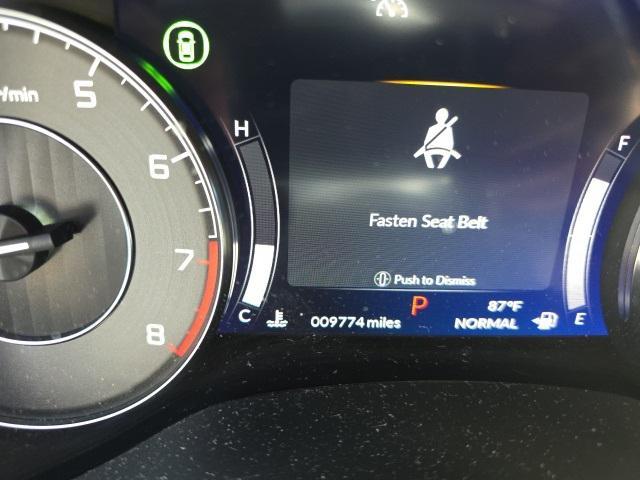 r/min
5
6
7
8
H
C
F
E
Fasten Seat Belt
Push to Dismiss
009774 miles
P
87°F
NORMAL